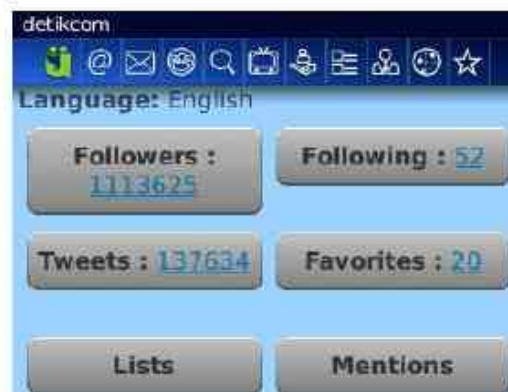 detikcom
Language: English
Followers :
1113625
Following : 52
Tweets : 137634
Favorites : 20
Lists
Mentions